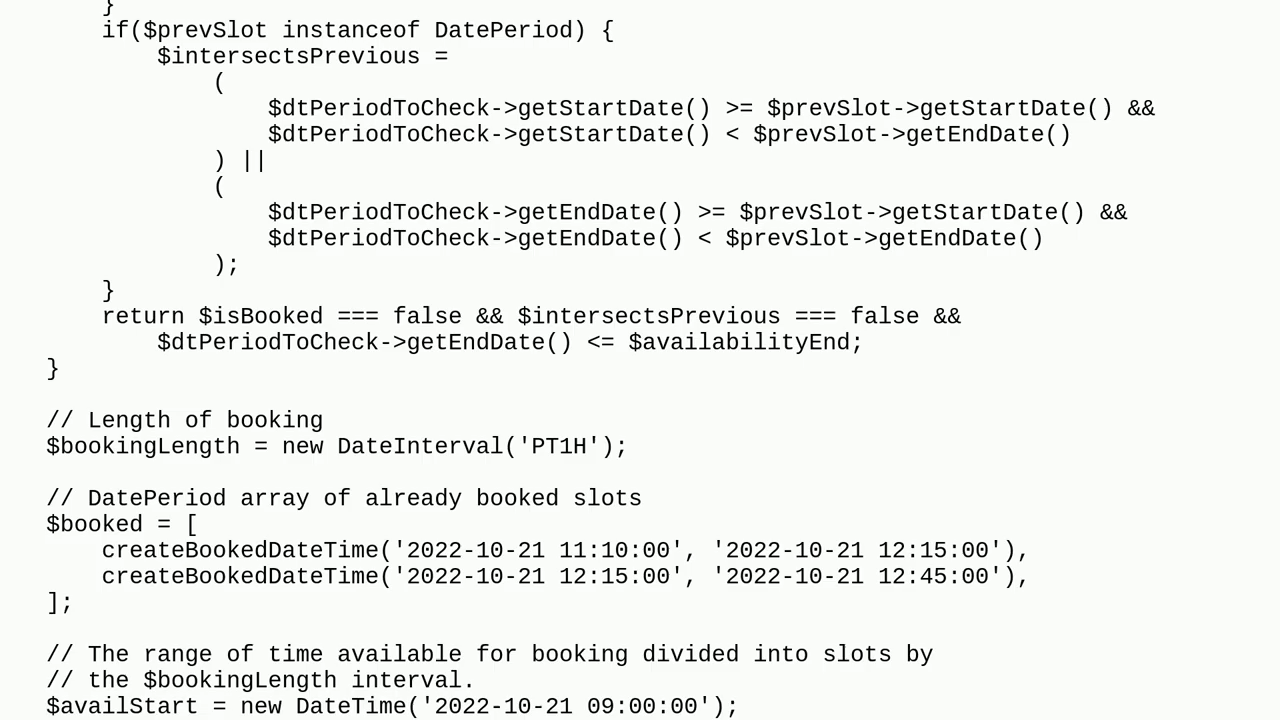 }
if($prevSlot instanceof DatePeriod) {
$intersectsPrevious =
(
$dtPeriodToCheck->getStartDate() >= $prevSlot->getStartDate() &&
$dtPeriodToCheck->getStartDate() < $prevSlot->getEndDate()
) ||
(
$dtPeriodToCheck->getEndDate() >= $prevSlot->getStartDate() &&
$dtPeriodToCheck->getEndDate() < $prevSlot->getEndDate()
);
}
return $isBooked === false && $intersectsPrevious === false &&
$dtPeriodToCheck->getEndDate() <= $availabilityEnd;
}
// Length of booking
$bookingLength = new DateInterval('PT1H');
// DatePeriod array of already booked slots
$booked = [
createBookedDateTime('2022-10-21 11:10:00', '2022-10-21 12:15:00'),
createBookedDateTime('2022-10-21 12:15:00', '2022-10-21 12:45:00'),
];
// The range of time available for booking divided into slots by
// the $bookingLength interval.
$availStart = new DateTime('2022-10-21 09:00:00');